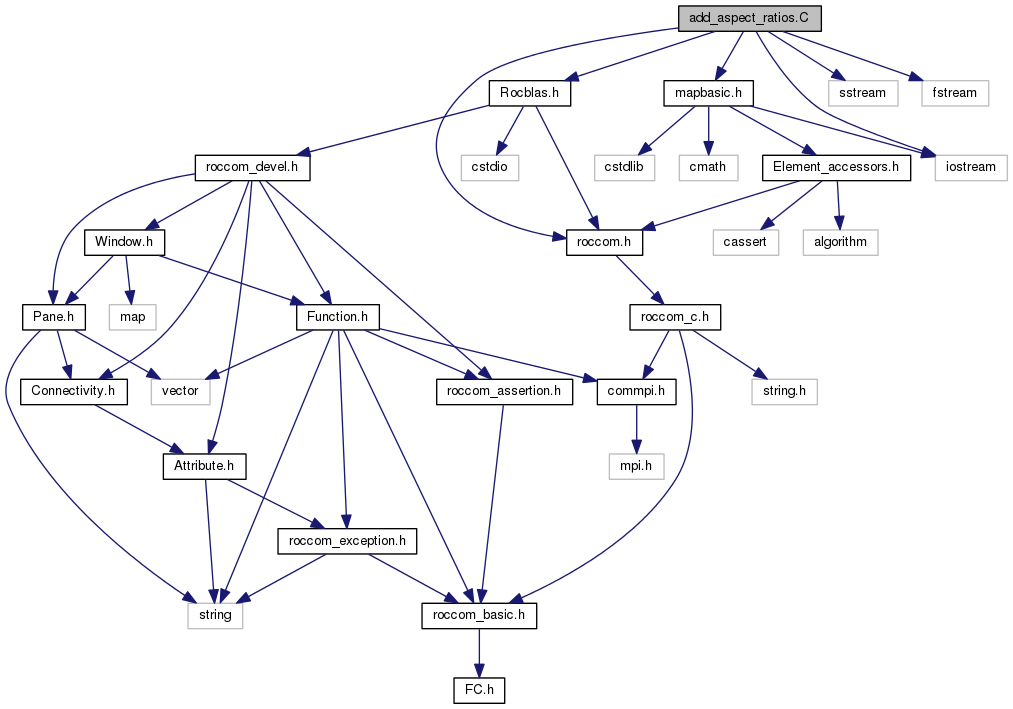 add_aspect_ratios.C
Rocblas.h
mapbasic.h
sstream
fstream
roccom_devel.h
cstdio
cstdlib
cmath
Element_accessors.h
iostream
Window.h
roccom.h
cassert
algorithm
Pane.h
map
Function.h
roccom_c.h
Connectivity.h
vector
roccom_assertion.h
commpi.h
string.h
Attribute.h
mpi.h
roccom_exception.h
string
roccom_basic.h
FC.h